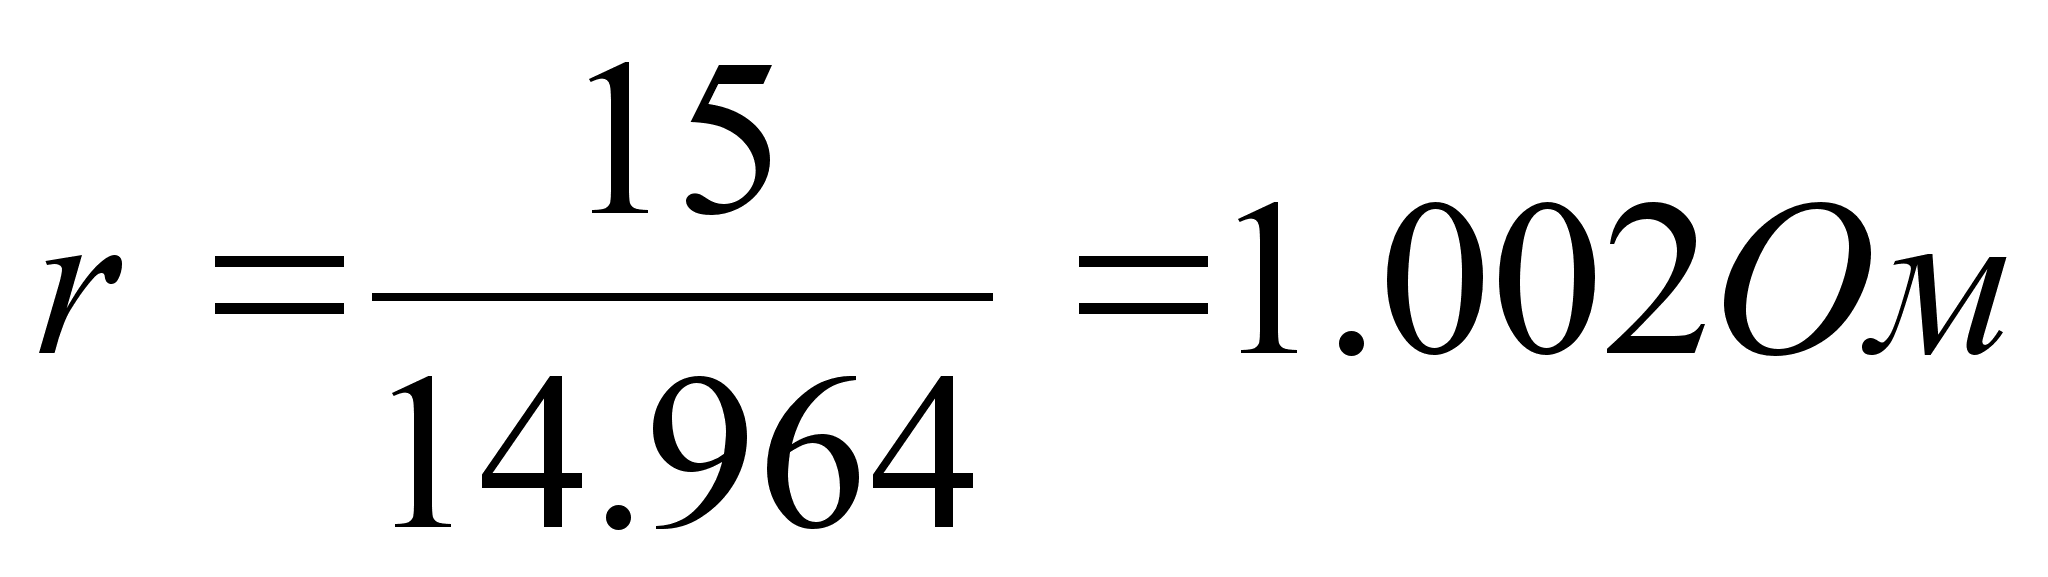 r = 15/14.964 = 1.002Ом